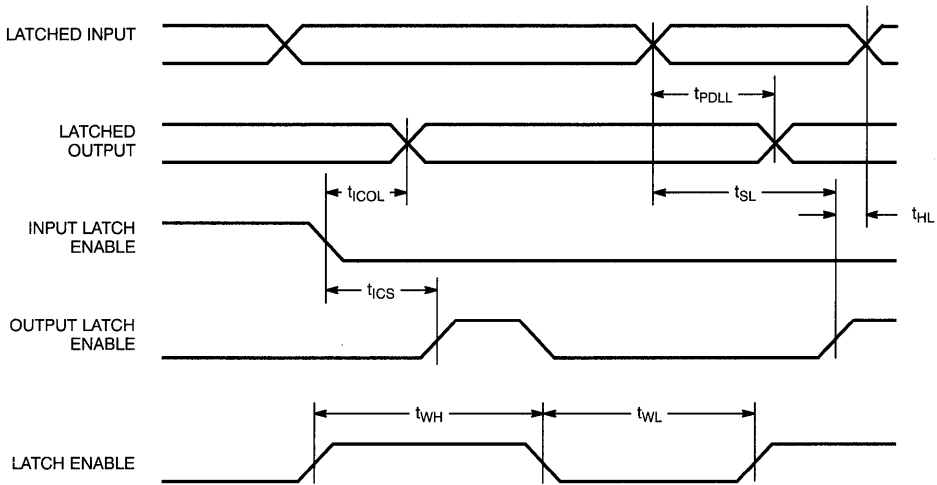 LATCHED INPUT
tPDLL
LATCHED
OUTPUT
tICOL
tSL
tHL
INPUT LATCH
ENABLE
tICS
OUTPUT LATCH
ENABLE
tWH
tWL
LATCH ENABLE